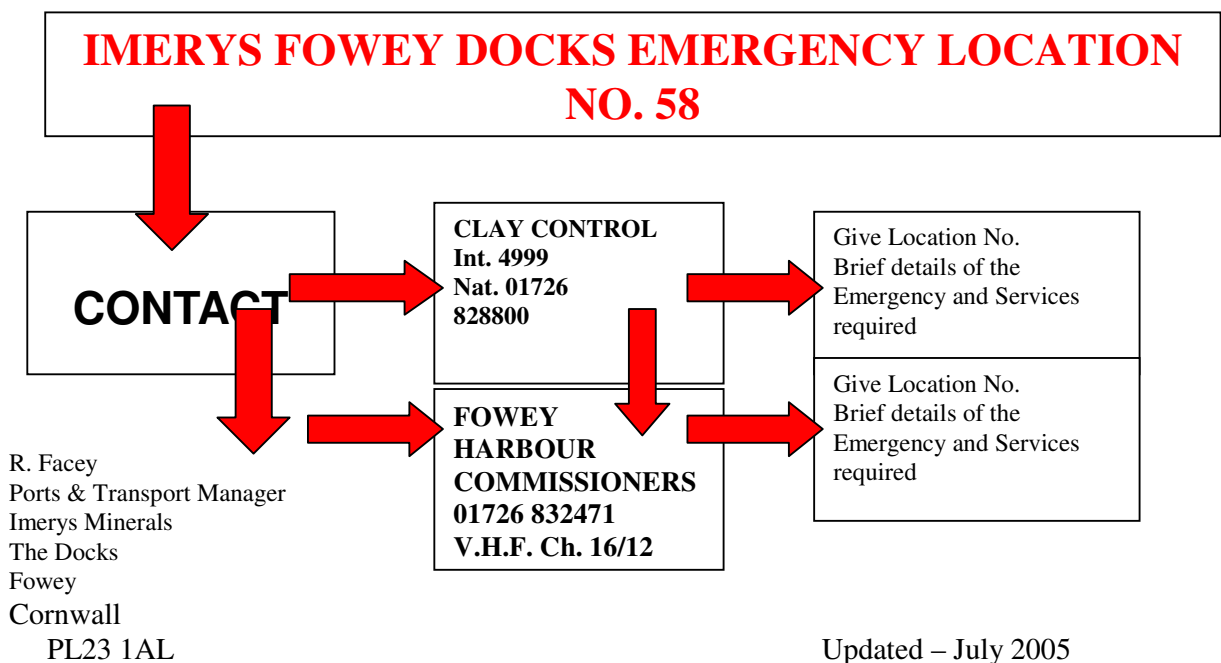 IMERYS FOWEY DOCKS EMERGENCY LOCATION
NO. 58
CONTACT
CLAY CONTROL
Int. 4999
Nat. 01726
828800
Give Location No.
Brief details of the
Emergency and Services
required
FOWEY
HARBOUR
COMMISSIONERS
01726 832471
V.H.F. Ch. 16/12
Give Location No.
Brief details of the
Emergency and Services
required
R. Facey
Ports & Transport Manager
Imerys Minerals
The Docks
Fowey
Cornwall
PL23 1AL
Updated – July 2005